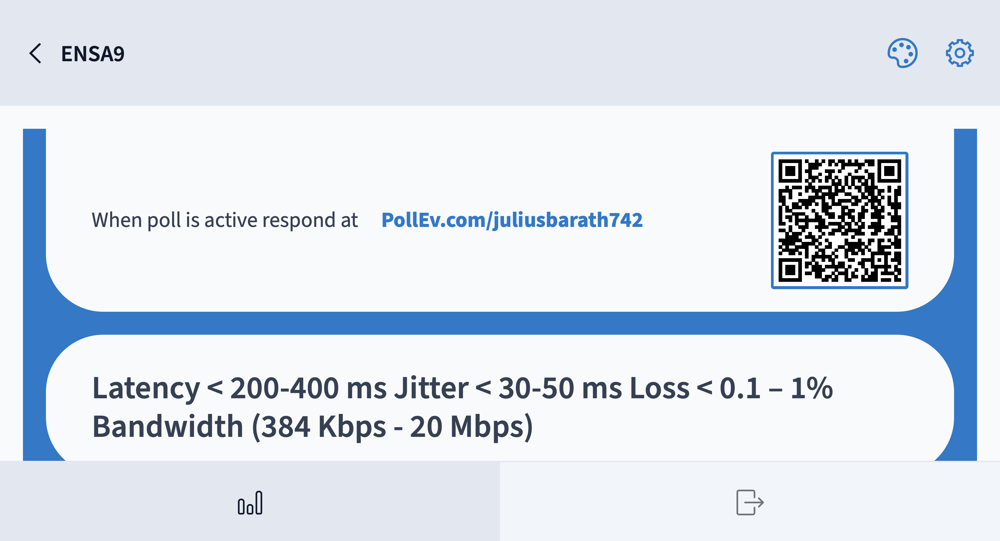 ENSA9
When poll is active respond at PollEv.com/juliusbarath742
Latency < 200-400 ms Jitter < 30-50 ms Loss < 0.1 – 1%
Bandwidth (384 Kbps - 20 Mbps)